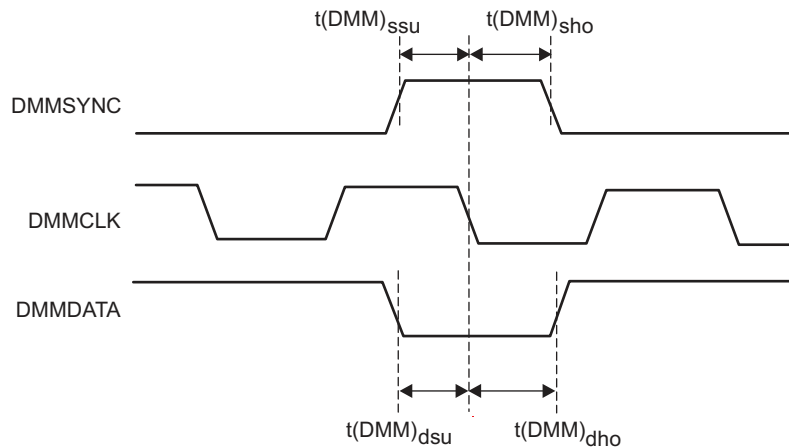 t(DMM)ssu
t(DMM)sho
DMMSYNC
DMMCLK
DMMDATA
t(DMM)dsu
t(DMM)dho